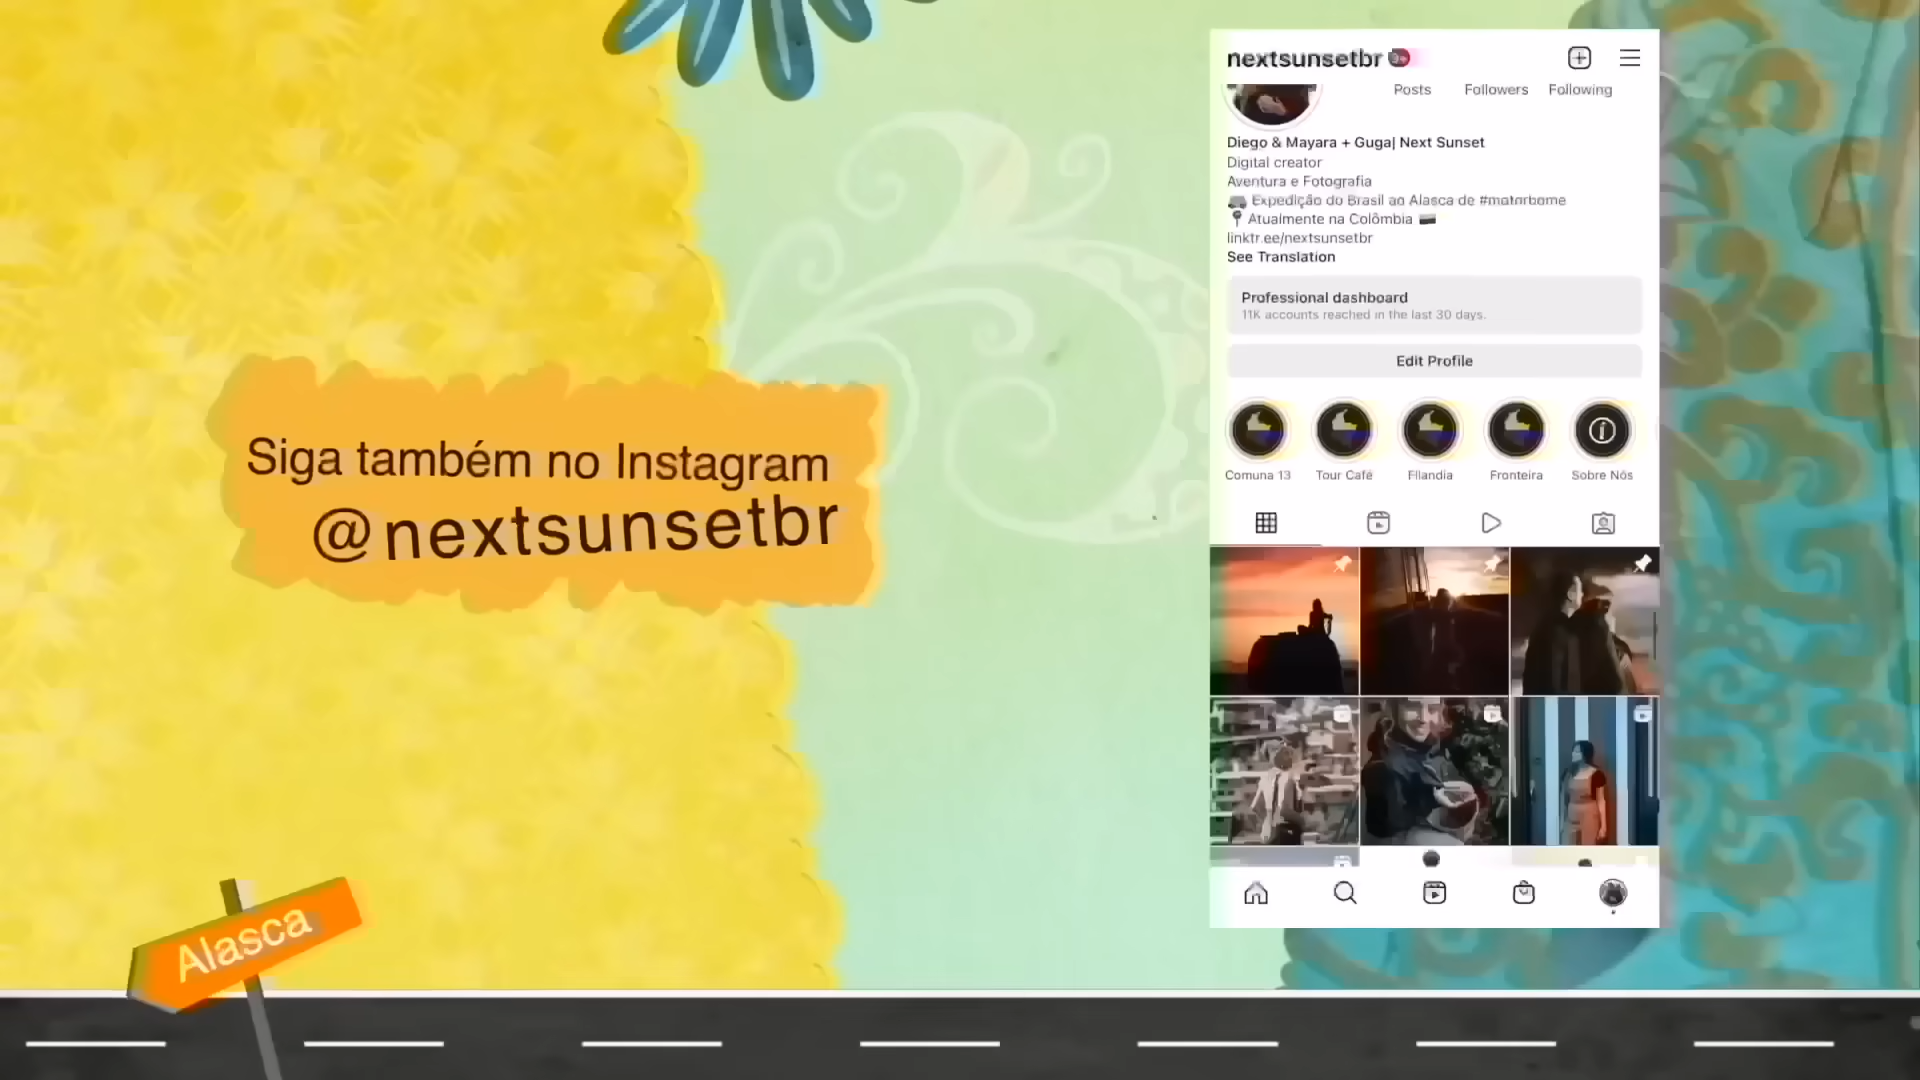 Siga também no Instagram
@nextsunsetbr
Alasca
nextsunsetbr
Posts Followers Following
Diego & Mayara + Guga| Next Sunset
Digital creator
Aventura e Fotografia
Expedição do Brasil ao Alasca de #motorhome
Atualmente na Colômbia
linktr.ee/nextsunsetbr
See Translation
Professional dashboard
11K accounts reached in the last 30 days.
Edit Profile
Comuna 13 Tour Café Filandia Fronteira Sobre Nós